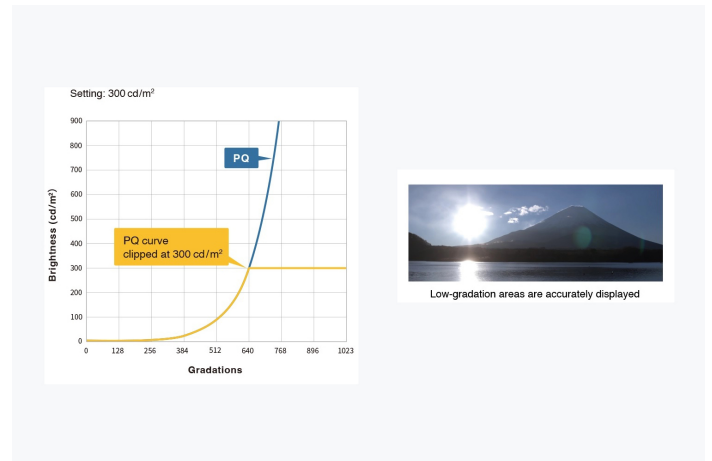 Setting: 300 cd/m²
900
800
700
600
500
400
300
200
100
0
Brightness (cd/m²)
PQ
PQ curve
clipped at 300 cd/m²
0 128 256 384 512 640 768 896 1023
Gradations
Low-gradation areas are accurately displayed